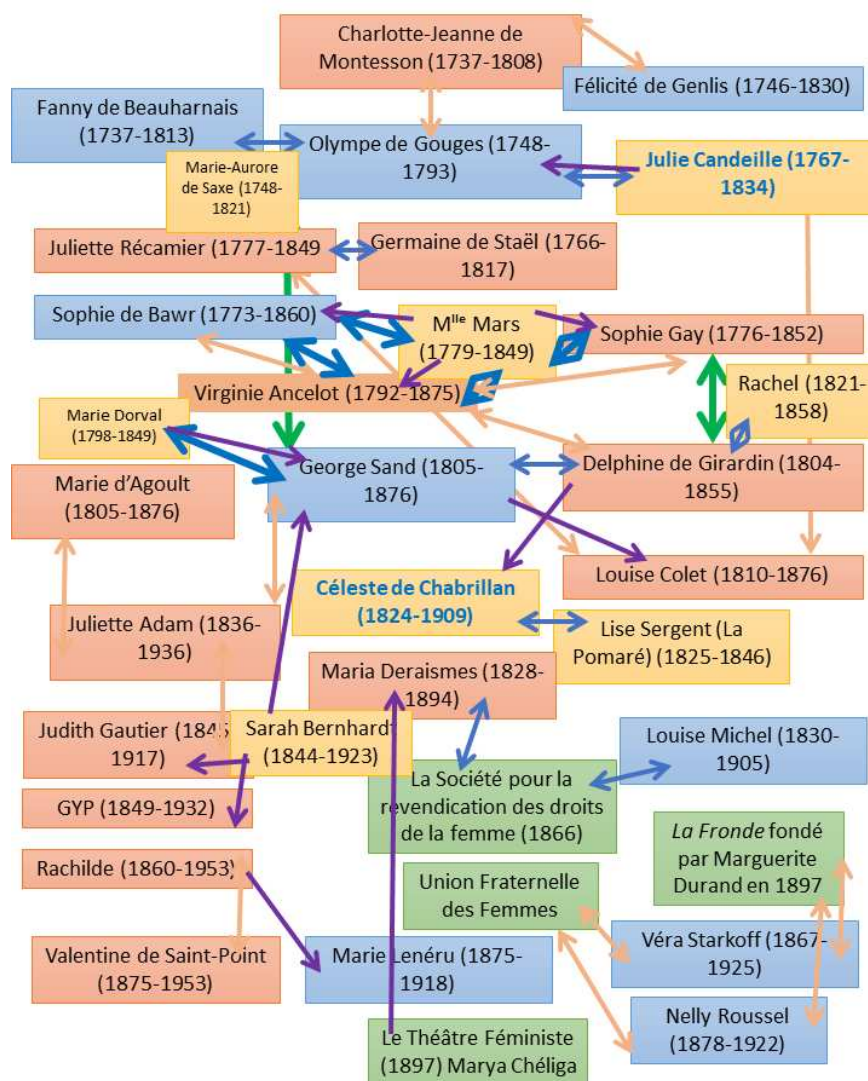 Charlotte-Jeanne de
Montesson (1737-1808)
Félicité de Genlis (1746-1830)
Fanny de Beauharnais
(1737-1813)
Olympe de Gouges (1748-
1793)
Julie Candeille (1767-
1834)
Marie-Aurore
de Saxe (1748-
1821)
Juliette Récamier (1777-1849
Germaine de Staël (1766-
1817)
Sophie de Bawr (1773-1860)
Mlle Mars
(1779-1849)
Sophie Gay (1776-1852)
Virginie Ancelot (1792-1875)
Rachel (1821-
1858)
Marie Dorval
(1798-1849)
George Sand (1805-
1876)
Delphine de Girardin (1804-
1855)
Marie d’Agoult
(1805-1876)
Louise Colet (1810-1876)
Céleste de Chabrillan
(1824-1909)
Juliette Adam (1836-
1936)
Lise Sergent (La
Pomaré) (1825-1846)
Maria Deraismes (1828-
1894)
Judith Gautier (1845-
1917)
Sarah Bernhardt
(1844-1923)
Louise Michel (1830-
1905)
La Société pour la
revendication des droits
de la femme (1866)
GYP (1849-1932)
La Fronde fondé
par Marguerite
Durand en 1897
Rachilde (1860-1953)
Union Fraternelle
des Femmes
Valentine de Saint-Point
(1875-1953)
Marie Lenéru (1875-
1918)
Véra Starkoff (1867-
1925)
Nelly Roussel
(1878-1922)
Le Théâtre Féministe
(1897) Marya Chéliga